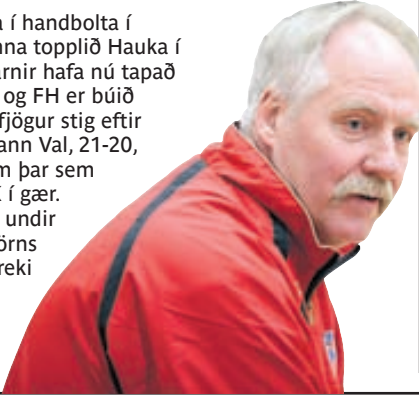 í handbolta í
nna topplið Hauka í
rnir hafa nú tapað
og FH er búið
fjögur stig eftir
ann Val, 21-20,
m þar sem
í gær.
undir
örns
reki